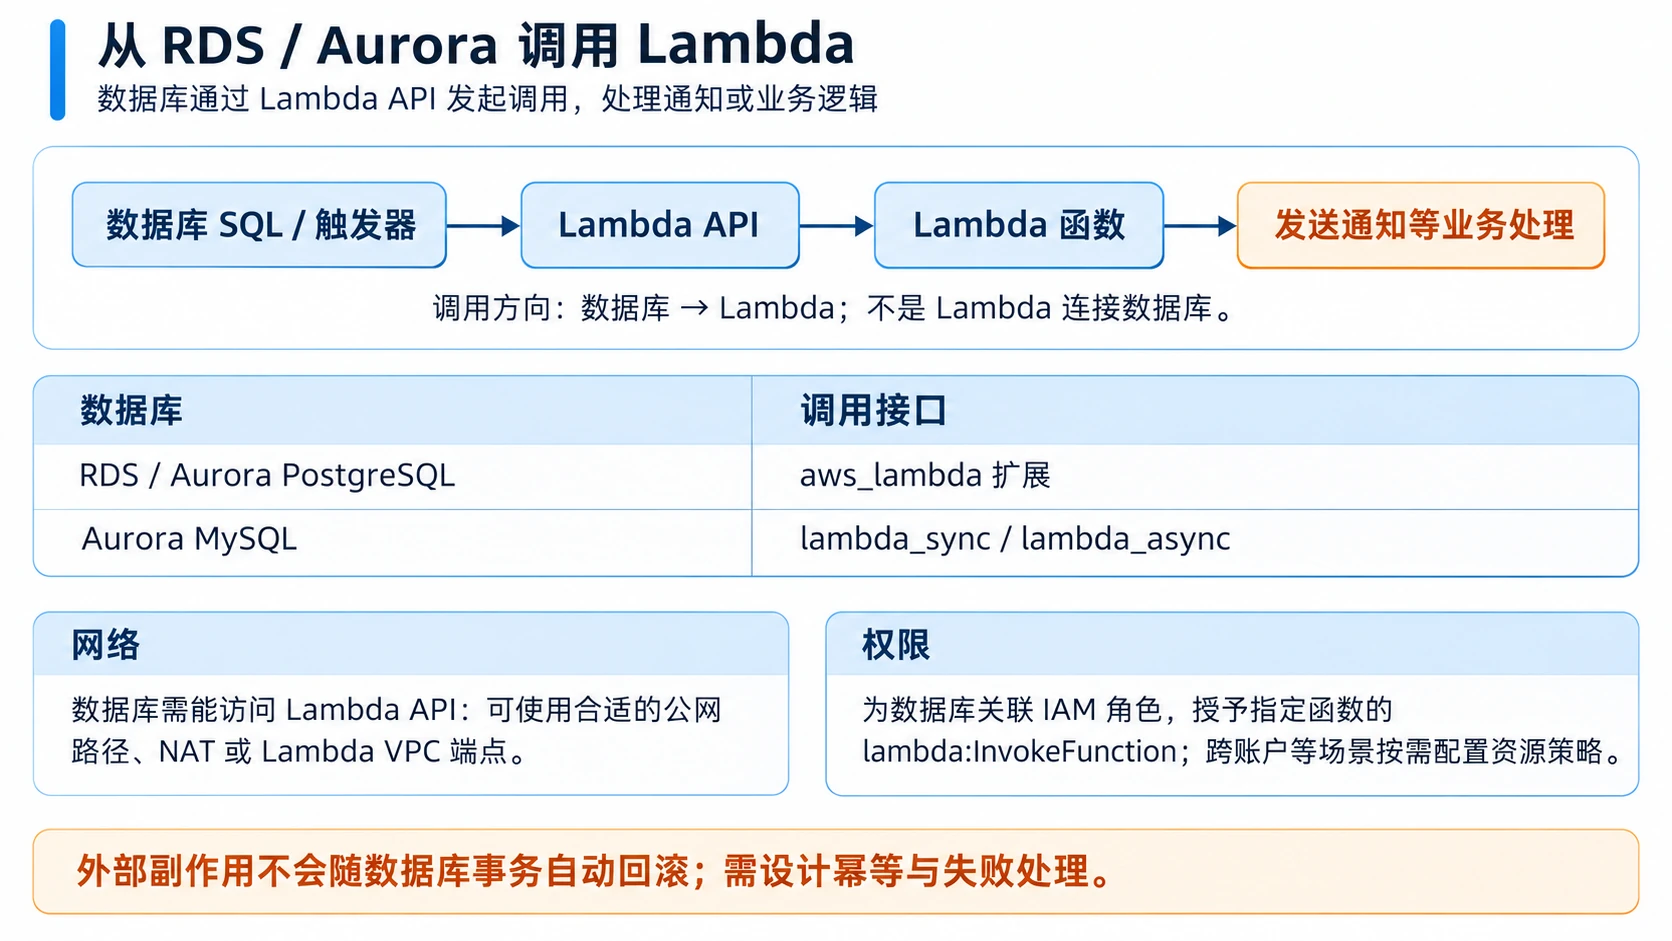 从 RDS / Aurora 调用 Lambda
数据库通过 Lambda API 发起调用，处理通知或业务逻辑
数据库 SQL / 触发器
Lambda API
Lambda 函数
发送通知等业务处理
调用方向：数据库 → Lambda；不是 Lambda 连接数据库。
数据库
调用接口
RDS / Aurora PostgreSQL
aws_lambda 扩展
Aurora MySQL
lambda_sync / lambda_async
网络
数据库需能访问 Lambda API：可使用合适的公网
路径、NAT 或 Lambda VPC 端点。
权限
为数据库关联 IAM 角色，授予指定函数的
lambda:InvokeFunction；跨账户等场景按需配置资源策略。
外部副作用不会随数据库事务自动回滚；需设计幂等与失败处理。